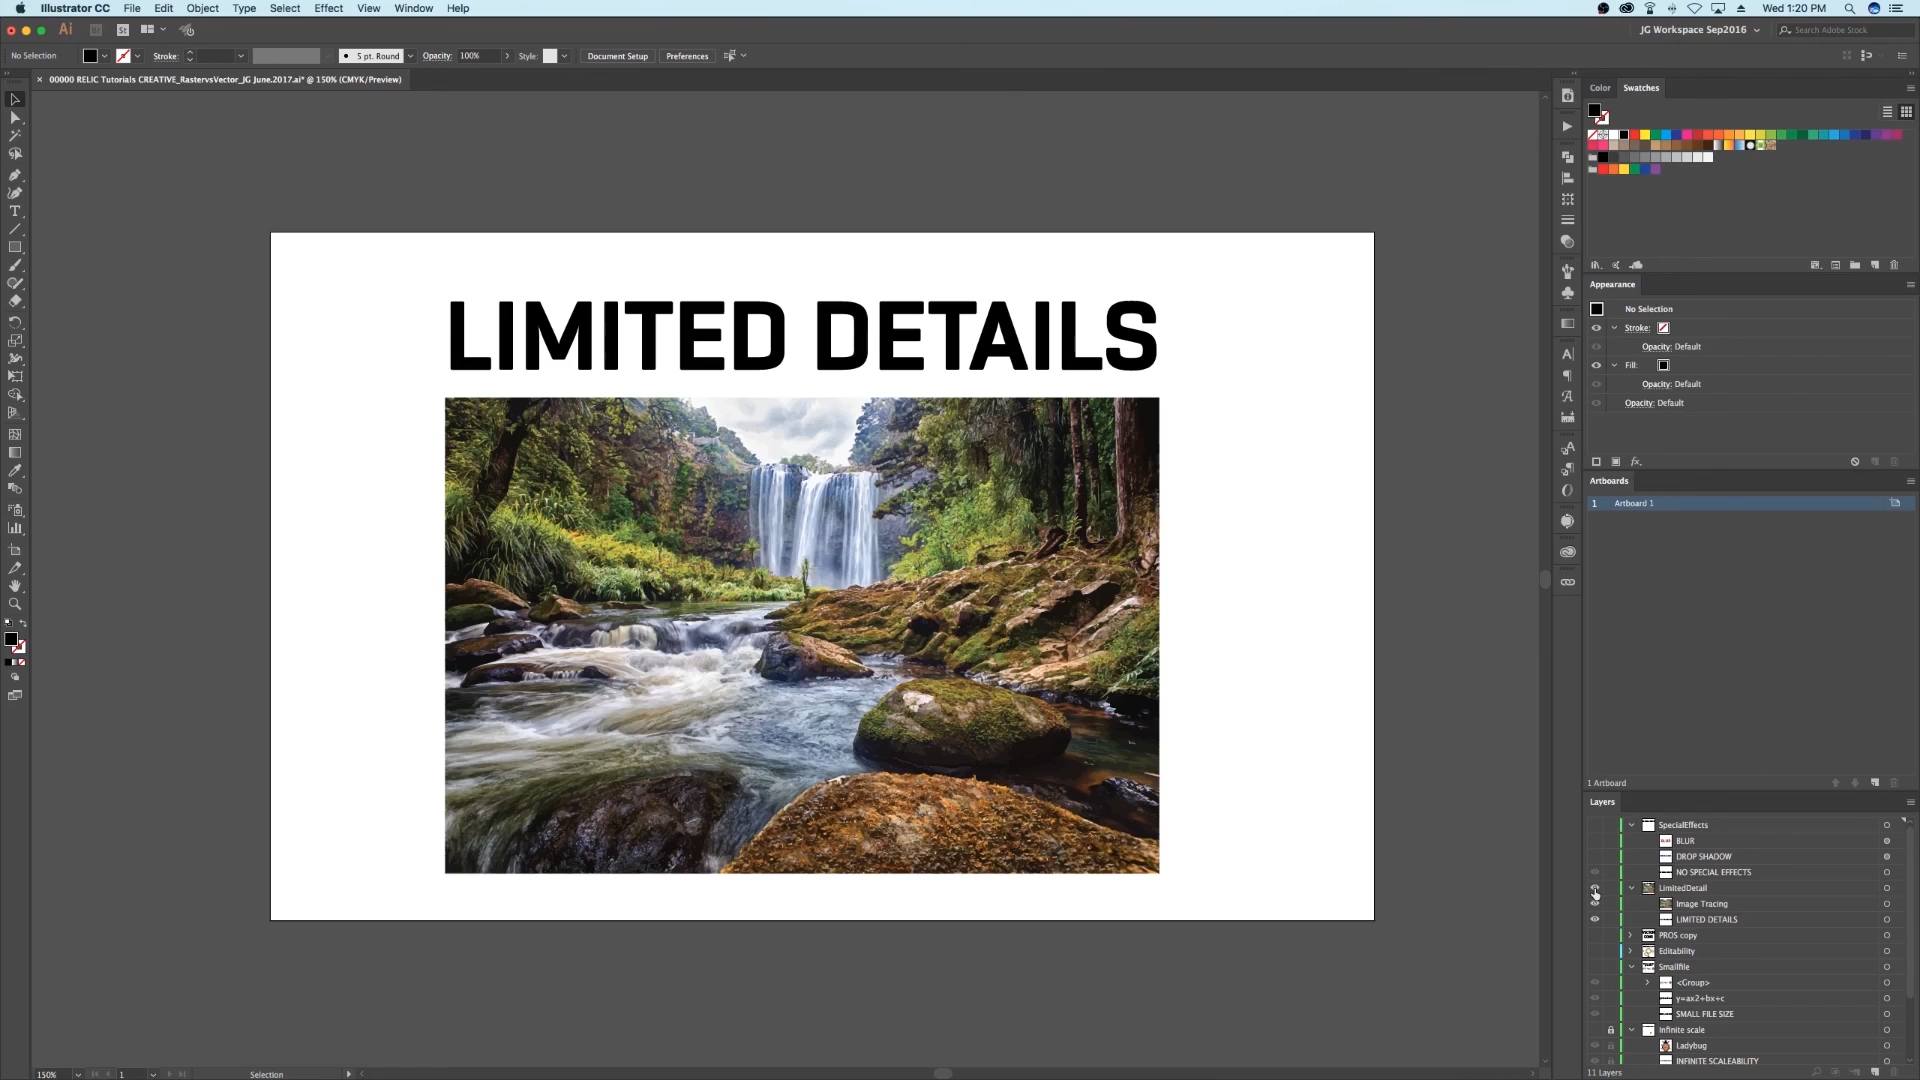 Illustrator CC File Edit Object Type Select Effect View Window Help Wed 1:20 PM
Ai Br St JG Workspace Sep2016 Search Adobe Stock
No Selection Stroke: 5 pt. Round Opacity: 100% Style: Document Setup Preferences
× 00000 RELIC Tutorials CREATIVE_RastervsVector_JG June.2017.ai* @ 150% (CMYK/Preview)
Color Swatches
LIMITED DETAILS
Appearance
No Selection
Stroke:
Opacity: Default
Fill:
Opacity: Default
Opacity: Default
fx.
Artboards
1 Artboard 1
1 Artboard
Layers
SpecialEffects
BLUR
DROP SHADOW
NO SPECIAL EFFECTS
LimitedDetail
Image Tracing
LIMITED DETAILS
PROS copy
Editability
Smallfile
<Group>
y=ax2+bx+c
SMALL FILE SIZE
Infinite scale
Ladybug
INFINITE SCALEABILITY
11 Layers
150% 1 Selection